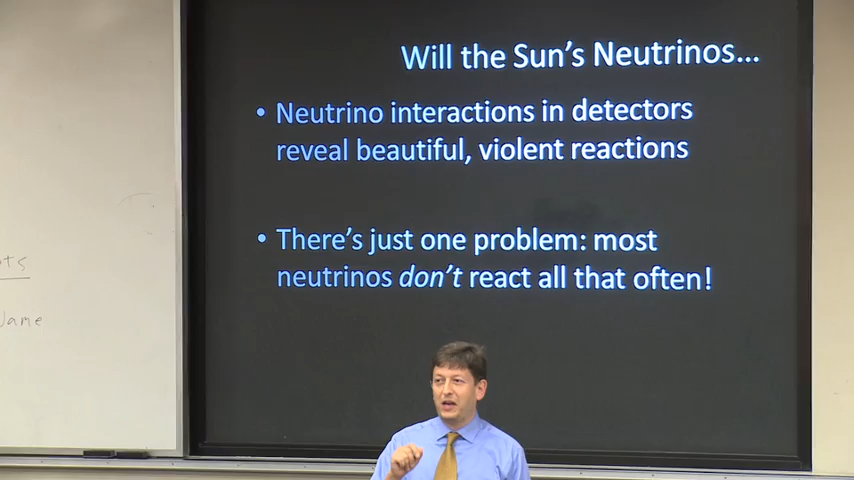 Will the Sun's Neutrinos...
• Neutrino interactions in detectors
reveal beautiful, violent reactions
• There's just one problem: most
neutrinos don't react all that often!